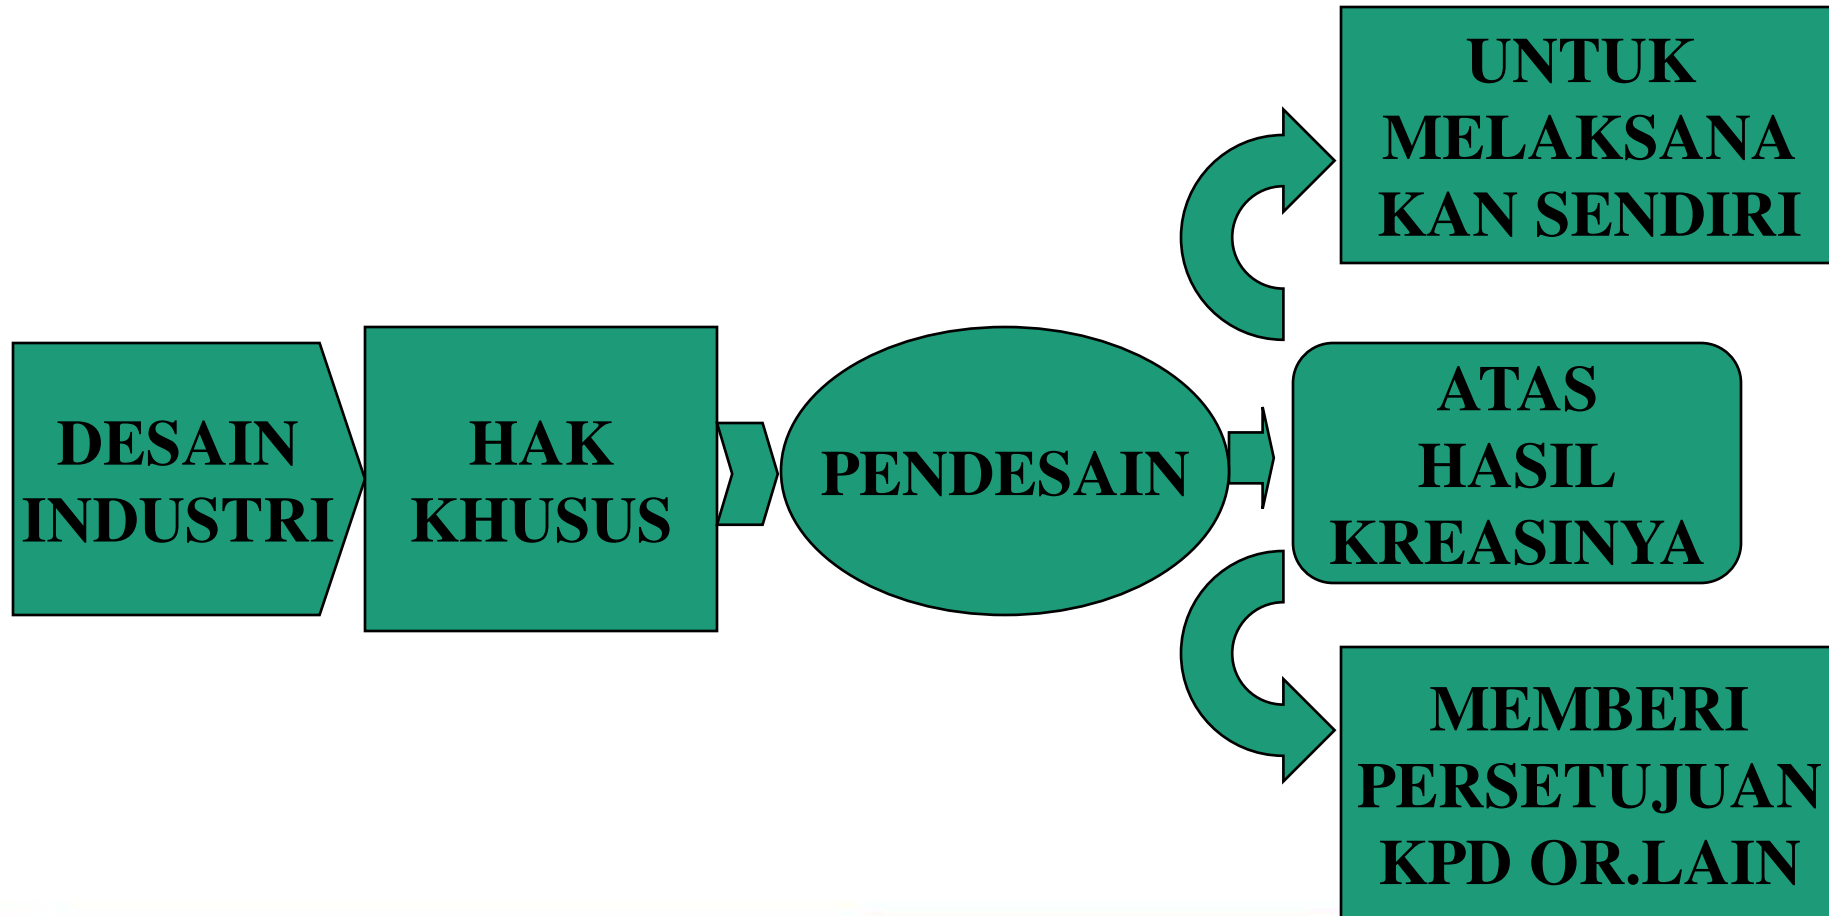 DESAIN
INDUSTRI
HAK
KHUSUS
PENDESAIN
UNTUK
MELAKSANA
KAN SENDIRI
ATAS
HASIL
KREASINYA
MEMBERI
PERSETUJUAN
KPD OR.LAIN